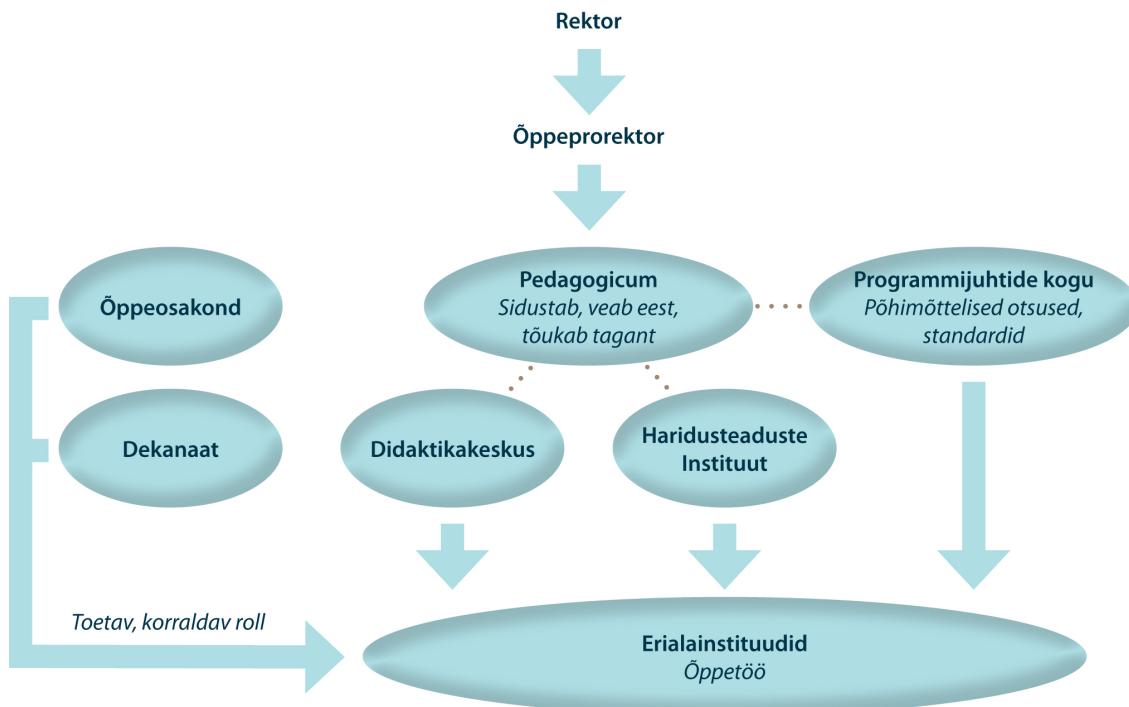 Rektor
Õppeprorektor
Õppeosakond
Pedagogicum
Sidustab, veab eest,
tõukab tagant
Programmijuhtide kogu
Põhimõttelised otsused,
standardid
Dekanaat
Didaktikakeskus
Haridusteaduste
Instituut
Toetav, korraldav roll
Erialainstituudid
Õppetöö